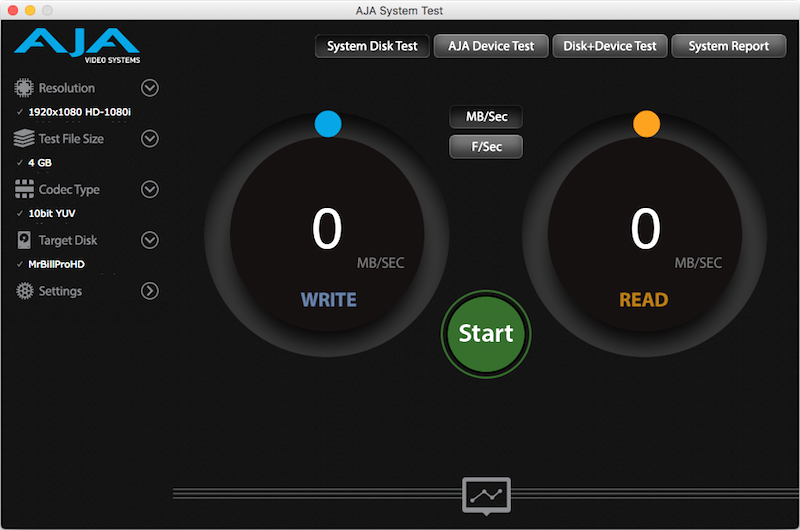 AJA System Test
AJA
VIDEO SYSTEMS
System Disk Test
AJA Device Test
Disk+Device Test
System Report
Resolution
✓ 1920x1080 HD-1080i
Test File Size
✓ 4 GB
Codec Type
✓ 10bit YUV
Target Disk
✓ MrBillProHD
Settings
MB/Sec
F/Sec
0
MB/SEC
WRITE
0
MB/SEC
READ
Start